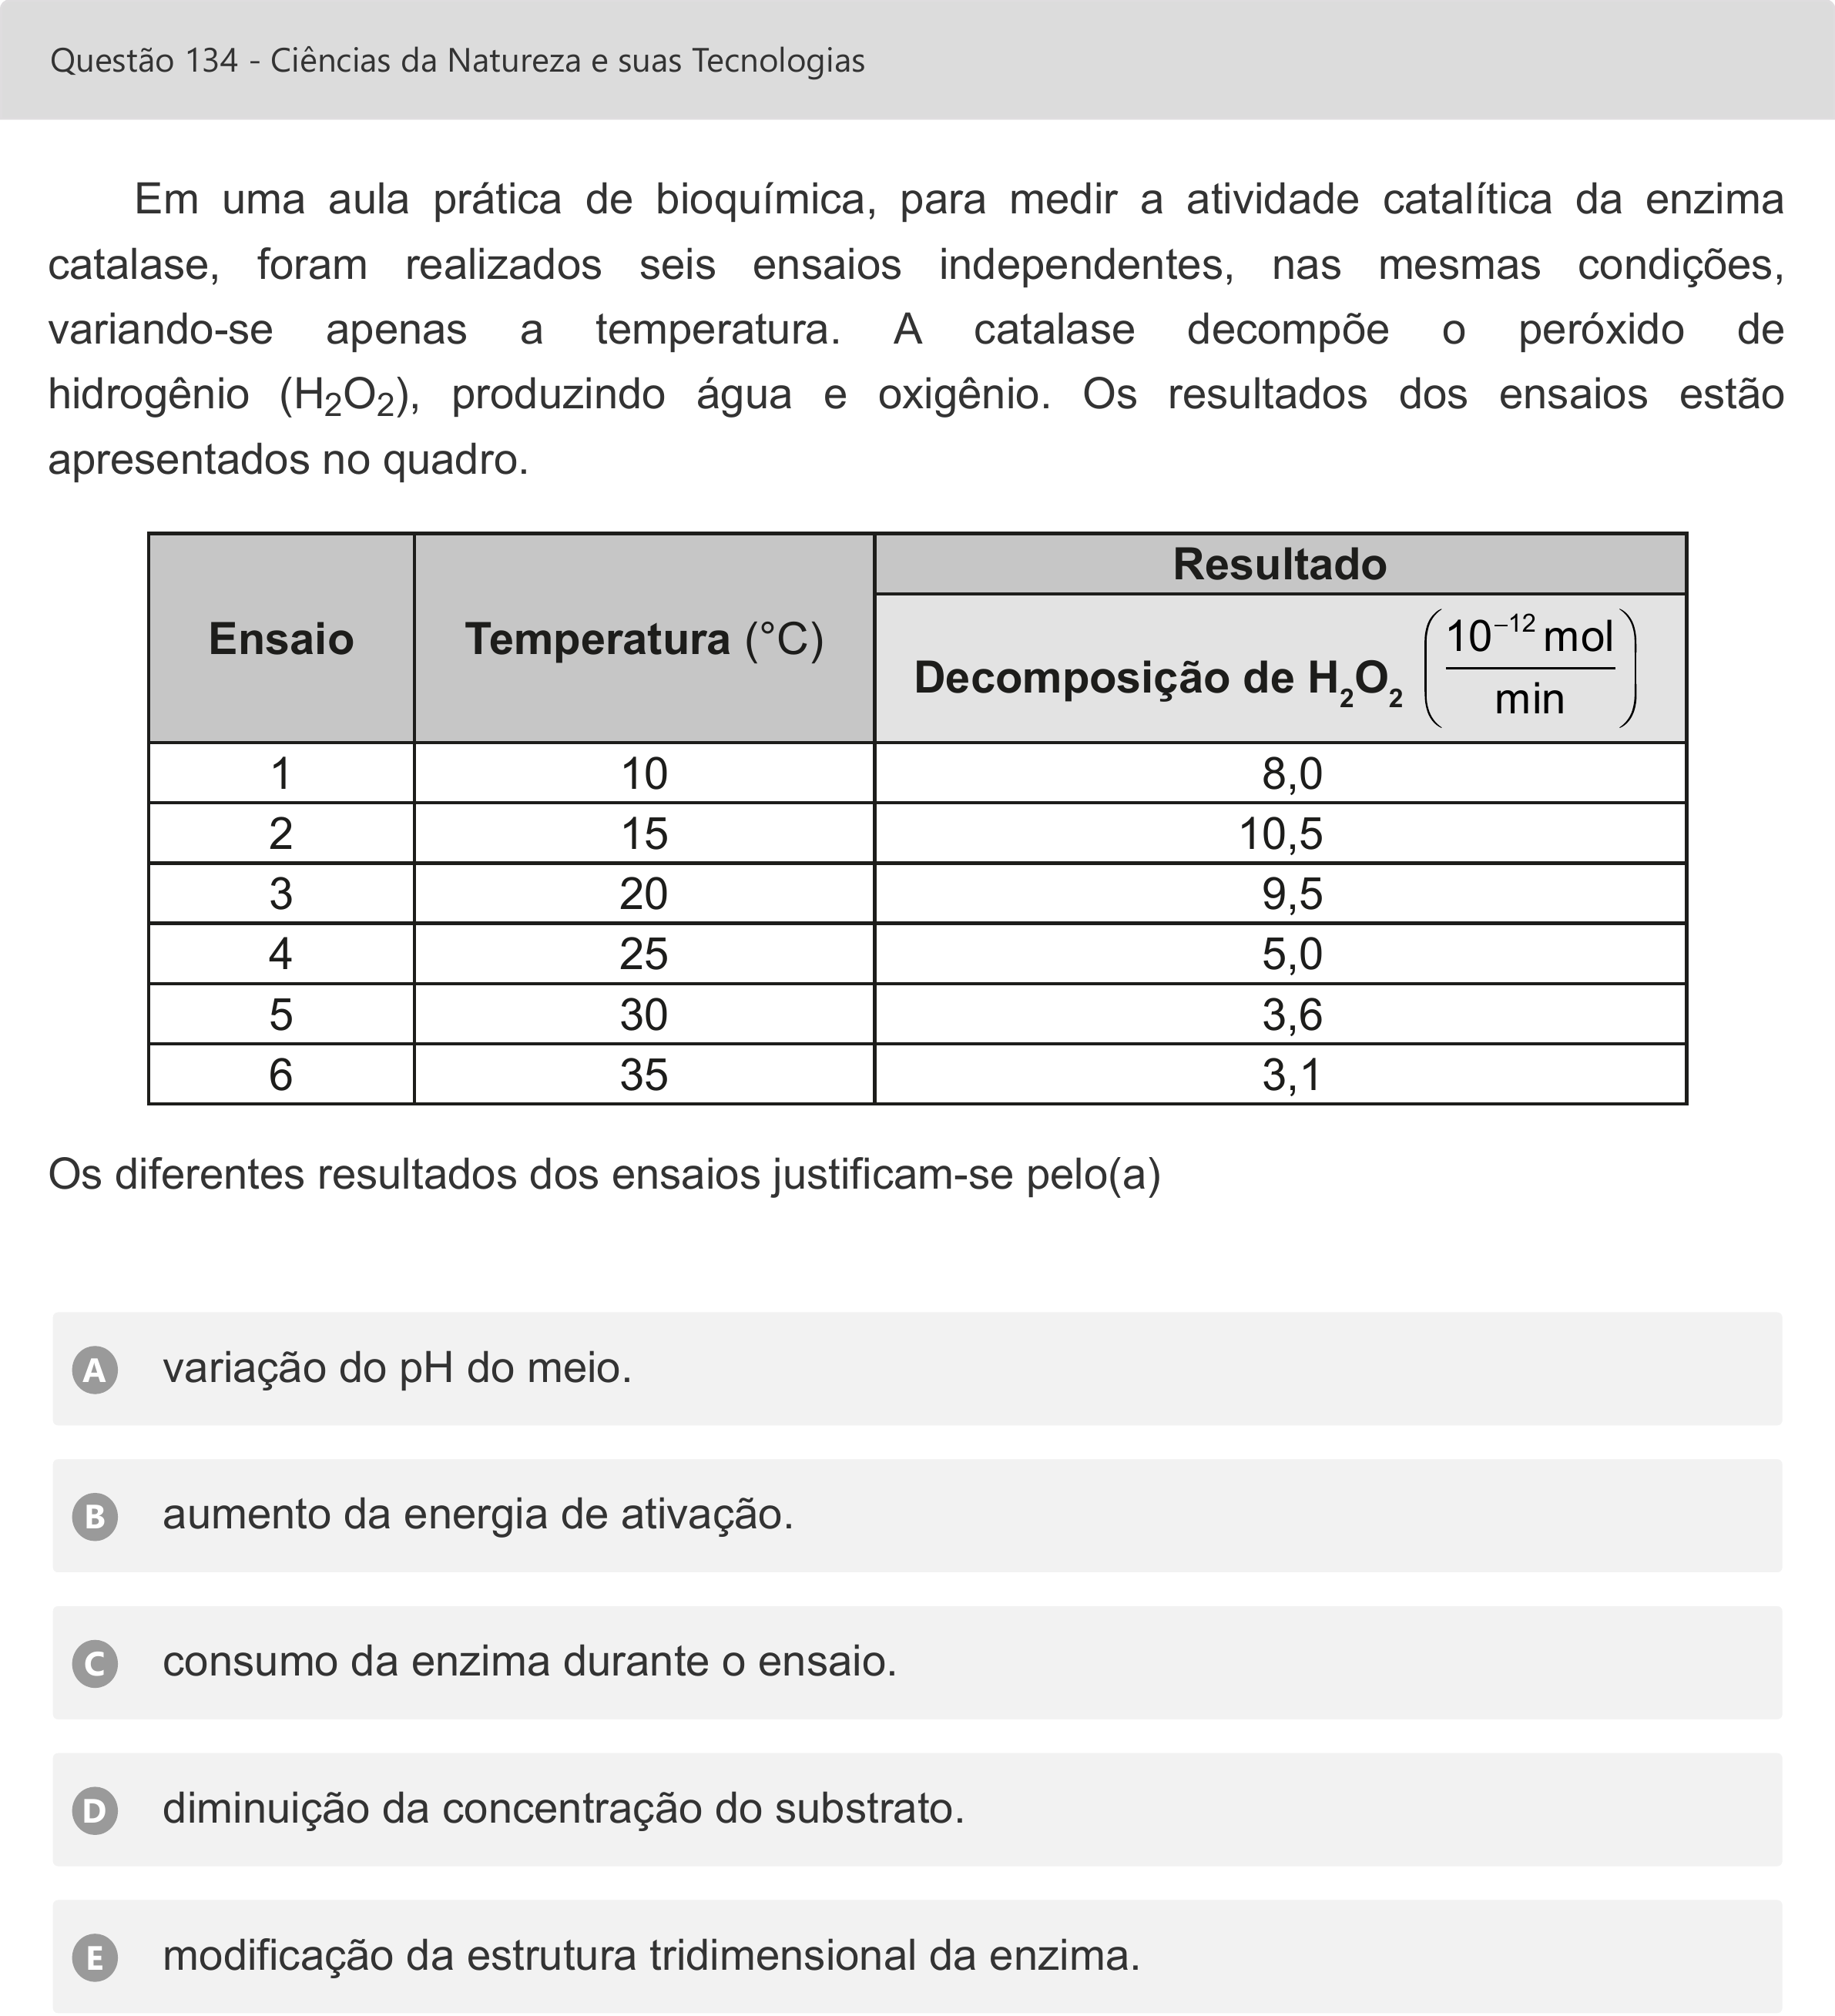 Questão 134 - Ciências da Natureza e suas Tecnologias
Em uma aula prática de bioquímica, para medir a atividade catalítica da enzima
catalase, foram realizados seis ensaios independentes, nas mesmas condições,
variando-se apenas a temperatura. A catalase decompõe o peróxido de
hidrogênio (H₂O₂), produzindo água e oxigênio. Os resultados dos ensaios estão
apresentados no quadro.
Ensaio Temperatura (°C) Resultado
Decomposição de H₂O₂ (10⁻¹² mol / min)
1 10 8,0
2 15 10,5
3 20 9,5
4 25 5,0
5 30 3,6
6 35 3,1
Os diferentes resultados dos ensaios justificam-se pelo(a)
A variação do pH do meio.
B aumento da energia de ativação.
C consumo da enzima durante o ensaio.
D diminuição da concentração do substrato.
E modificação da estrutura tridimensional da enzima.